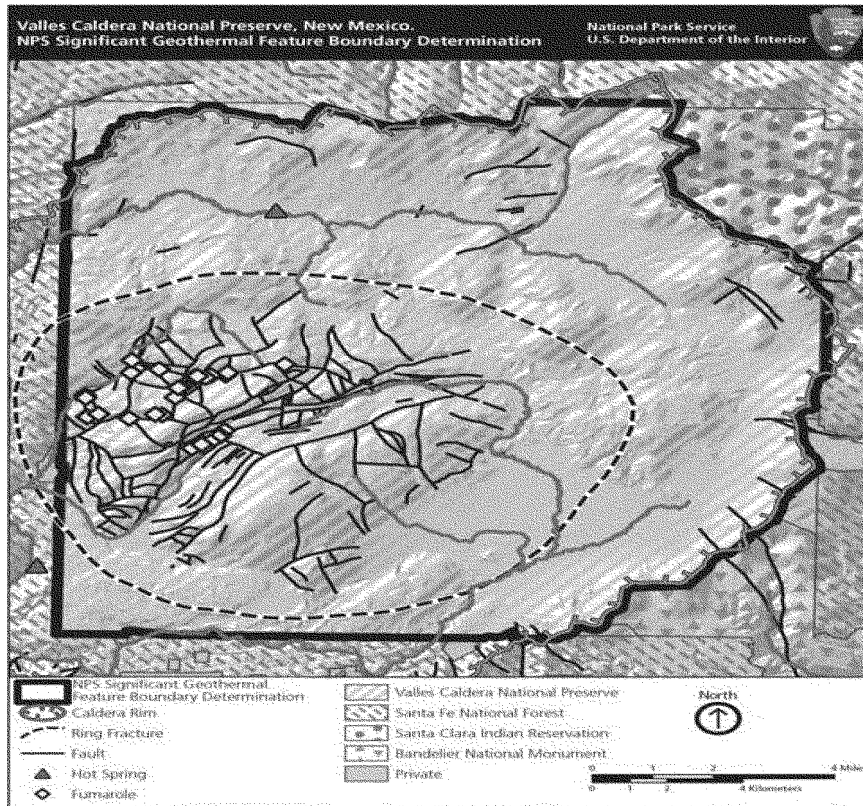 Valles Caldera National Preserve, New Mexico.
NPS Significant Geothermal Feature Boundary Determination
National Park Service
U.S. Department of the Interior
NPS Significant Geothermal
Feature Boundary Determination
Caldera Rim
Ring Fracture
Fault
Hot Spring
Fumarole
Valles Caldera National Preserve
Santa Fe National Forest
Santa Clara Indian Reservation
Bandelier National Monument
Private
North
0 1 2 4 Miles
0 1 2 4 Kilometers